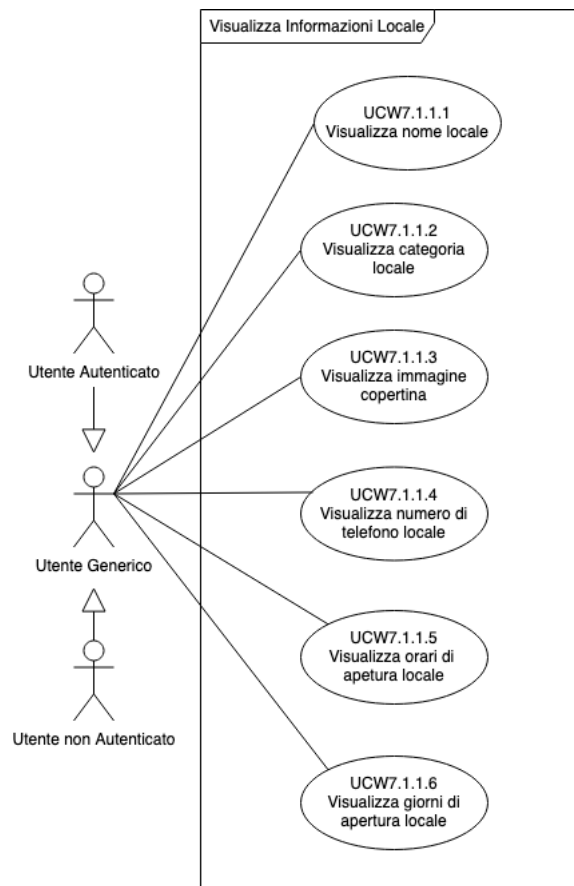 Visualizza Informazioni Locale
UCW7.1.1.1
Visualizza nome locale
UCW7.1.1.2
Visualizza categoria
locale
Utente Autenticato
UCW7.1.1.3
Visualizza immagine
copertina
Utente Generico
UCW7.1.1.4
Visualizza numero di
telefono locale
Utente non Autenticato
UCW7.1.1.5
Visualizza orari di
apetura locale
UCW7.1.1.6
Visualizza giorni di
apertura locale